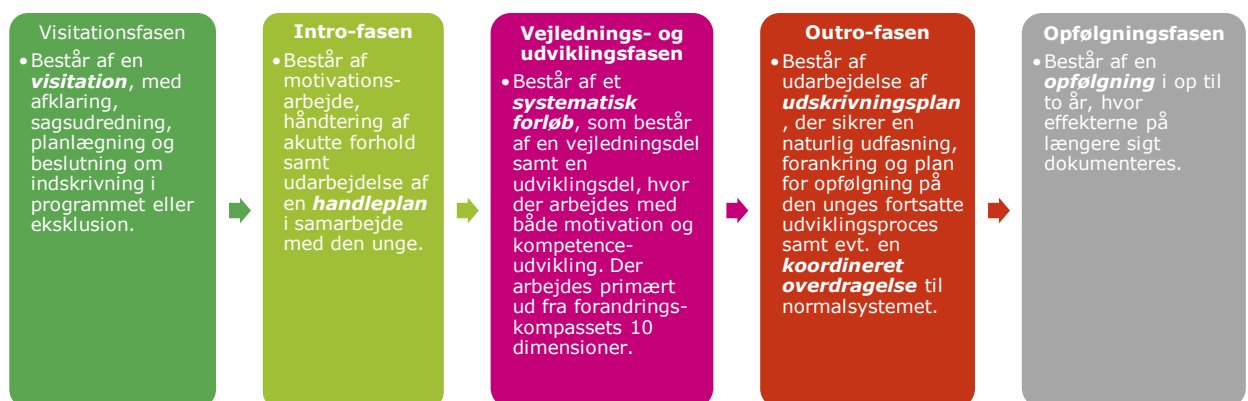 Visitationsfasen
• Består af en
visitation, med
afklaring,
sagsudredning,
planlægning og
beslutning om
indskrivning i
programmet eller
eksklusion.
Intro-fasen
• Består af
motivations-
arbejde,
håndtering af
akutte forhold
samt
udarbejdelse af
en handleplan
i samarbejde
med den unge.
Vejlednings- og
udviklingsfasen
• Består af et
systematisk
forløb, som består
af en vejledningsdel
samt en
udviklingsdel, hvor
der arbejdes med
både motivation og
kompetence-
udvikling. Der
arbejdes primært
ud fra forandrings-
kompassets 10
dimensioner.
Outro-fasen
• Består af
udarbejdelse af
udskrivningsplan
, der sikrer en
naturlig udfasning,
forankring og plan
for opfølgning på
den unges fortsatte
udviklingsproces
samt evt. en
koordineret
overdragelse til
normalsystemet.
Opfølgningsfasen
• Består af en
opfølgning i op til
to år, hvor
effekterne på
længere sigt
dokumenteres.